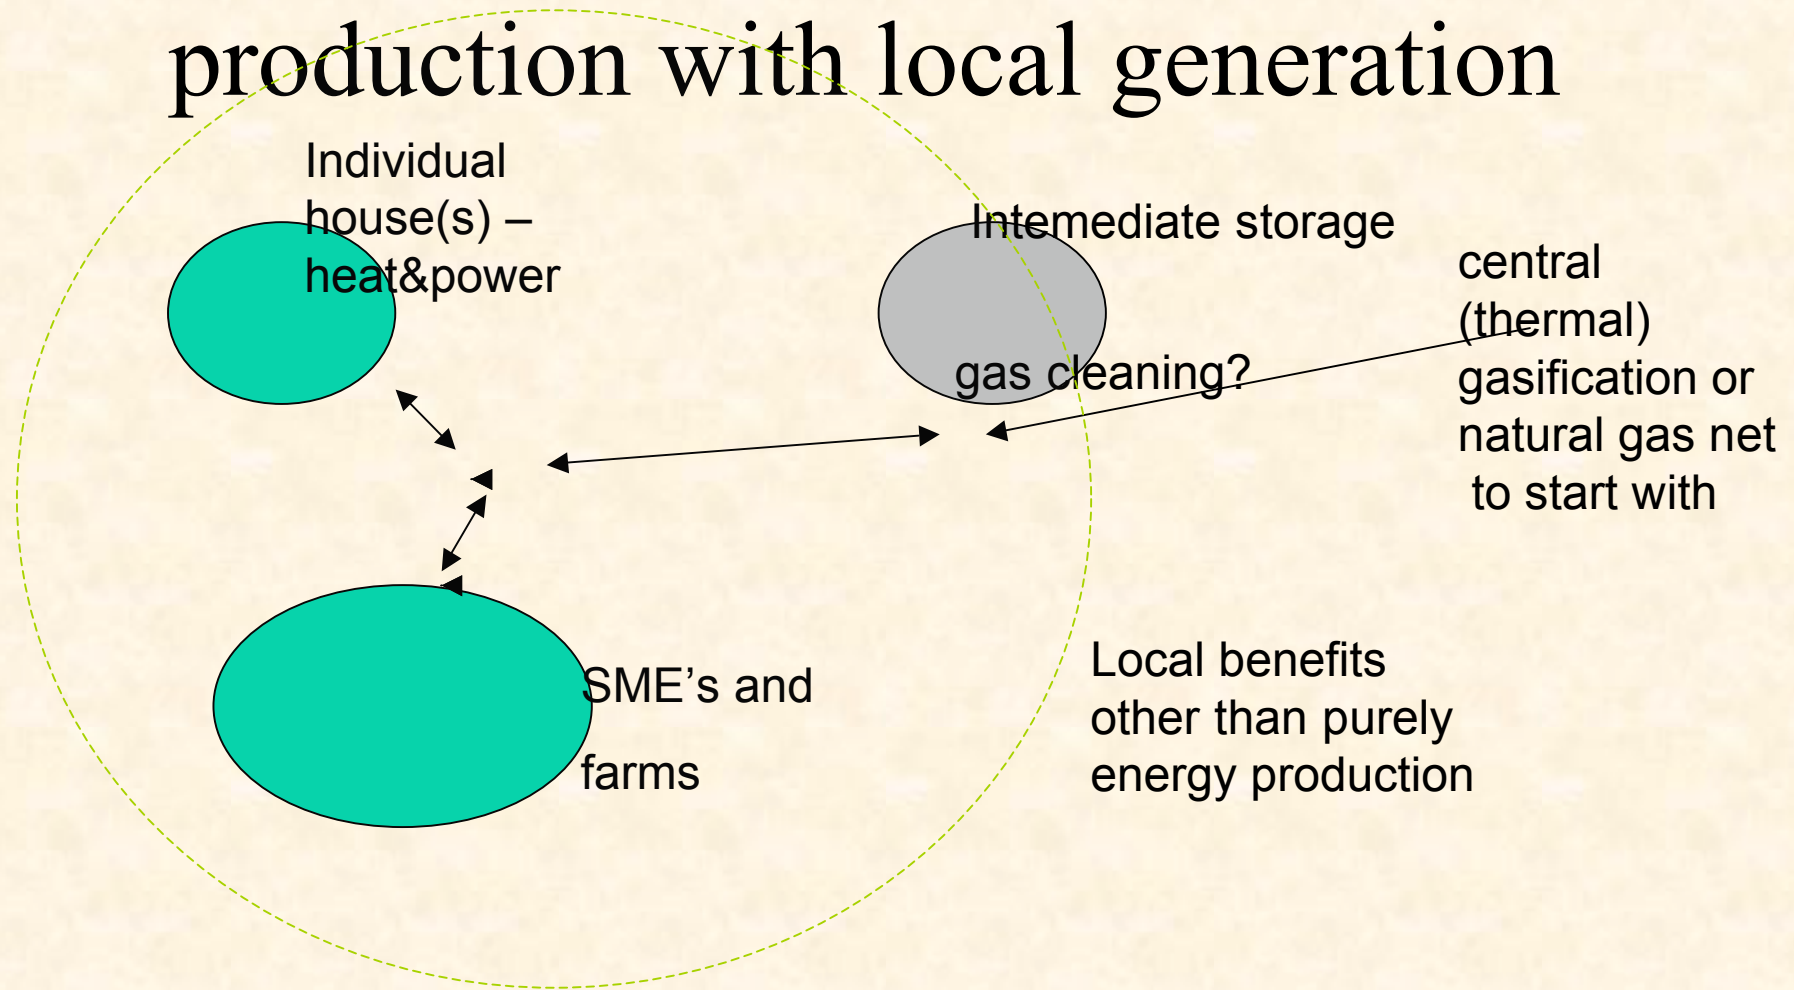 production with local generation
Individual
house(s) –
heat&power
Intemediate storage
gas cleaning?
central
(thermal)
gasification or
natural gas net
to start with
SME’s and
farms
Local benefits
other than purely
energy production